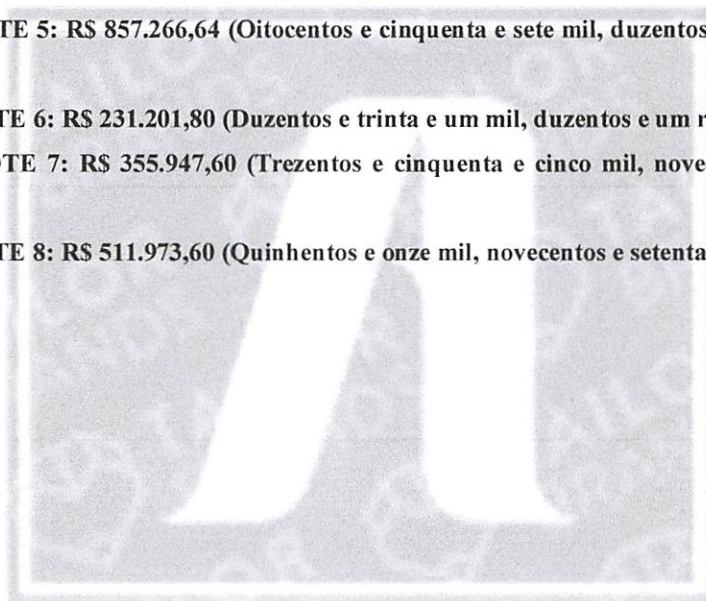 TE 5: R$ 857.266,64 (Oitocentos e cinquenta e sete mil, duzentos
TE 6: R$ 231.201,80 (Duzentos e trinta e um mil, duzentos e um r
OTE 7: R$ 355.947,60 (Trezentos e cinquenta e cinco mil, nove
TE 8: R$ 511.973,60 (Quinhentos e onze mil, novecentos e setenta